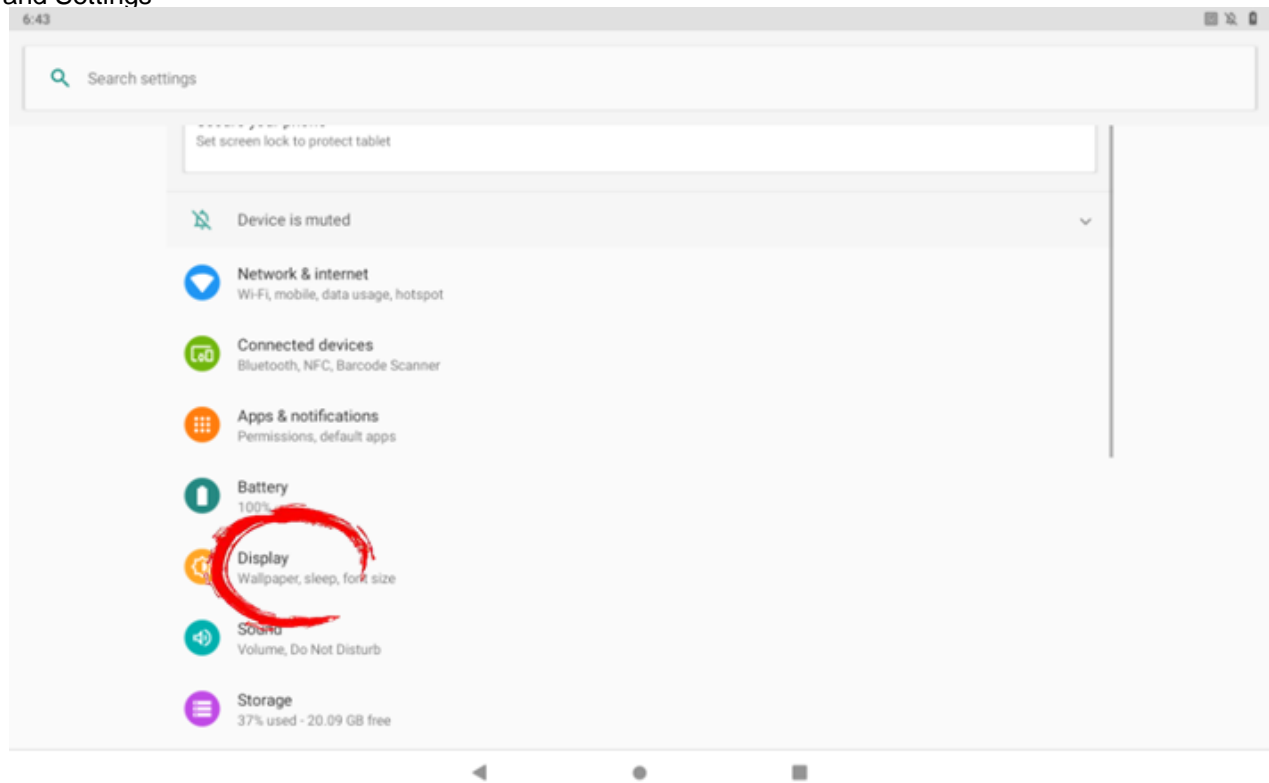 and Settings
6:43
Search settings
Set screen lock to protect tablet
Device is muted
Network & internet
Wi-Fi, mobile, data usage, hotspot
Connected devices
Bluetooth, NFC, Barcode Scanner
Apps & notifications
Permissions, default apps
Battery
100%
Display
Wallpaper, sleep, font size
Sound
Volume, Do Not Disturb
Storage
37% used - 20.09 GB free